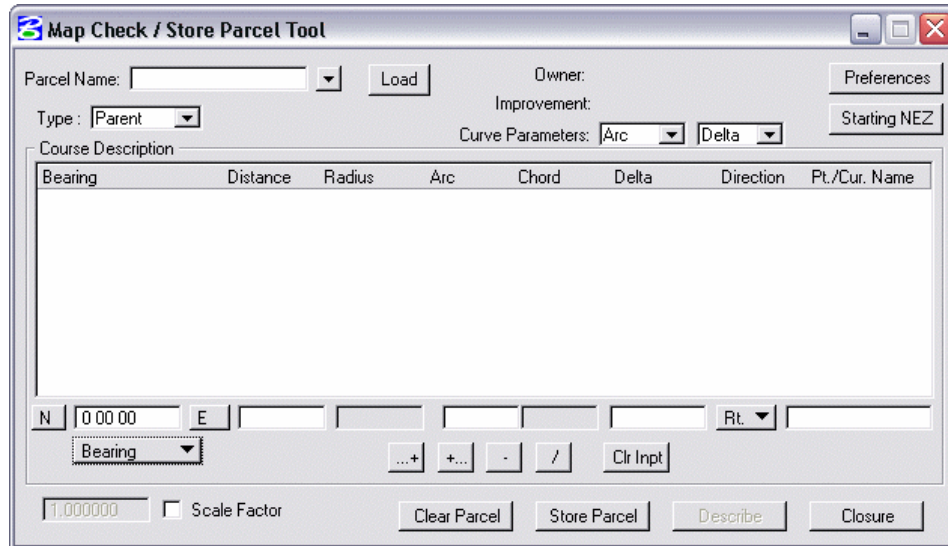 Map Check / Store Parcel Tool
Parcel Name: Load Owner: Preferences
Improvement:
Type : Parent Starting NEZ
Curve Parameters: Arc Delta
Course Description
Bearing Distance Radius Arc Chord Delta Direction Pt./Cur. Name
N 0 00 00 E Rt.
Bearing ...+ +... - / Clr Inpt
1.000000 Scale Factor Clear Parcel Store Parcel Describe Closure